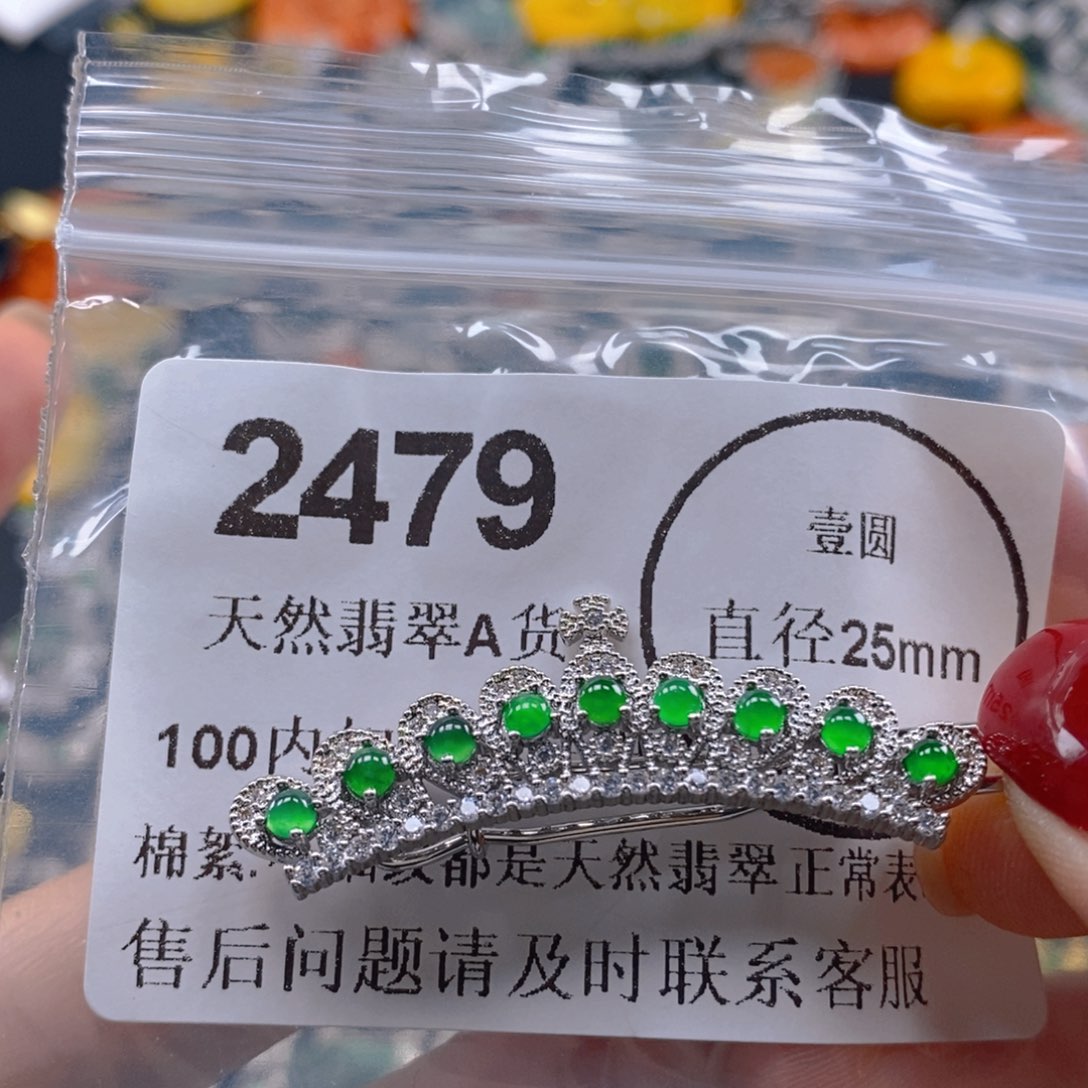 2479
壹圆
天然翡翠A货
直径25mm
100内
棉絮.
都是天然翡翠正常表
售后问题请及时联系客服